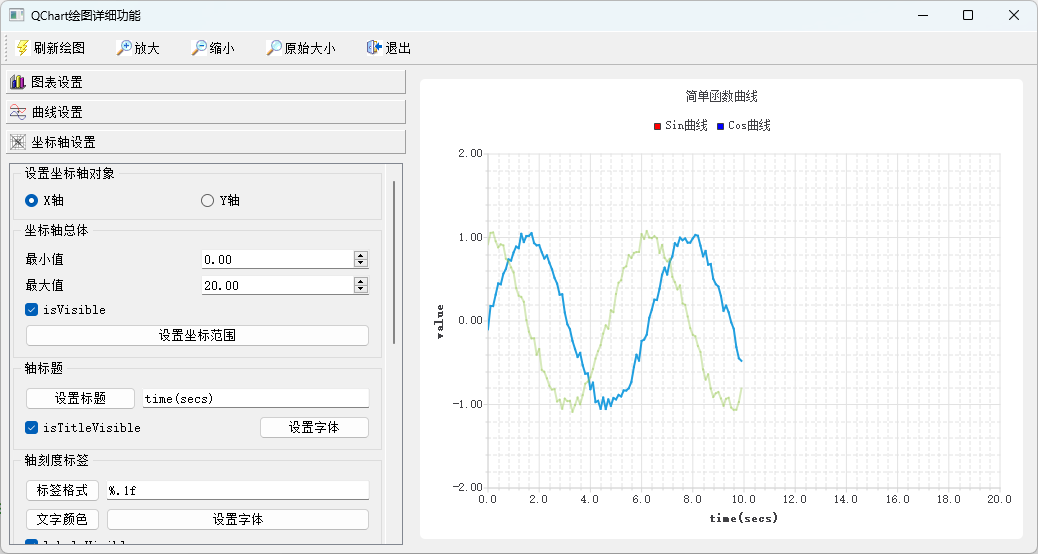 QChart绘图详细功能
刷新绘图 放大 缩小 原始大小 退出
图表设置
曲线设置
坐标轴设置
设置坐标轴对象
X轴 Y轴
坐标轴总体
最小值 0.00
最大值 20.00
isVisible
设置坐标范围
轴标题
设置标题 time(secs)
isTitleVisible 设置字体
轴刻度标签
标签格式 %.1f
文字颜色 设置字体
简单函数曲线
Sin曲线 Cos曲线
2.00
1.00
0.00
-1.00
-2.00
value
0.0 2.0 4.0 6.0 8.0 10.0 12.0 14.0 16.0 18.0 20.0
time(secs)